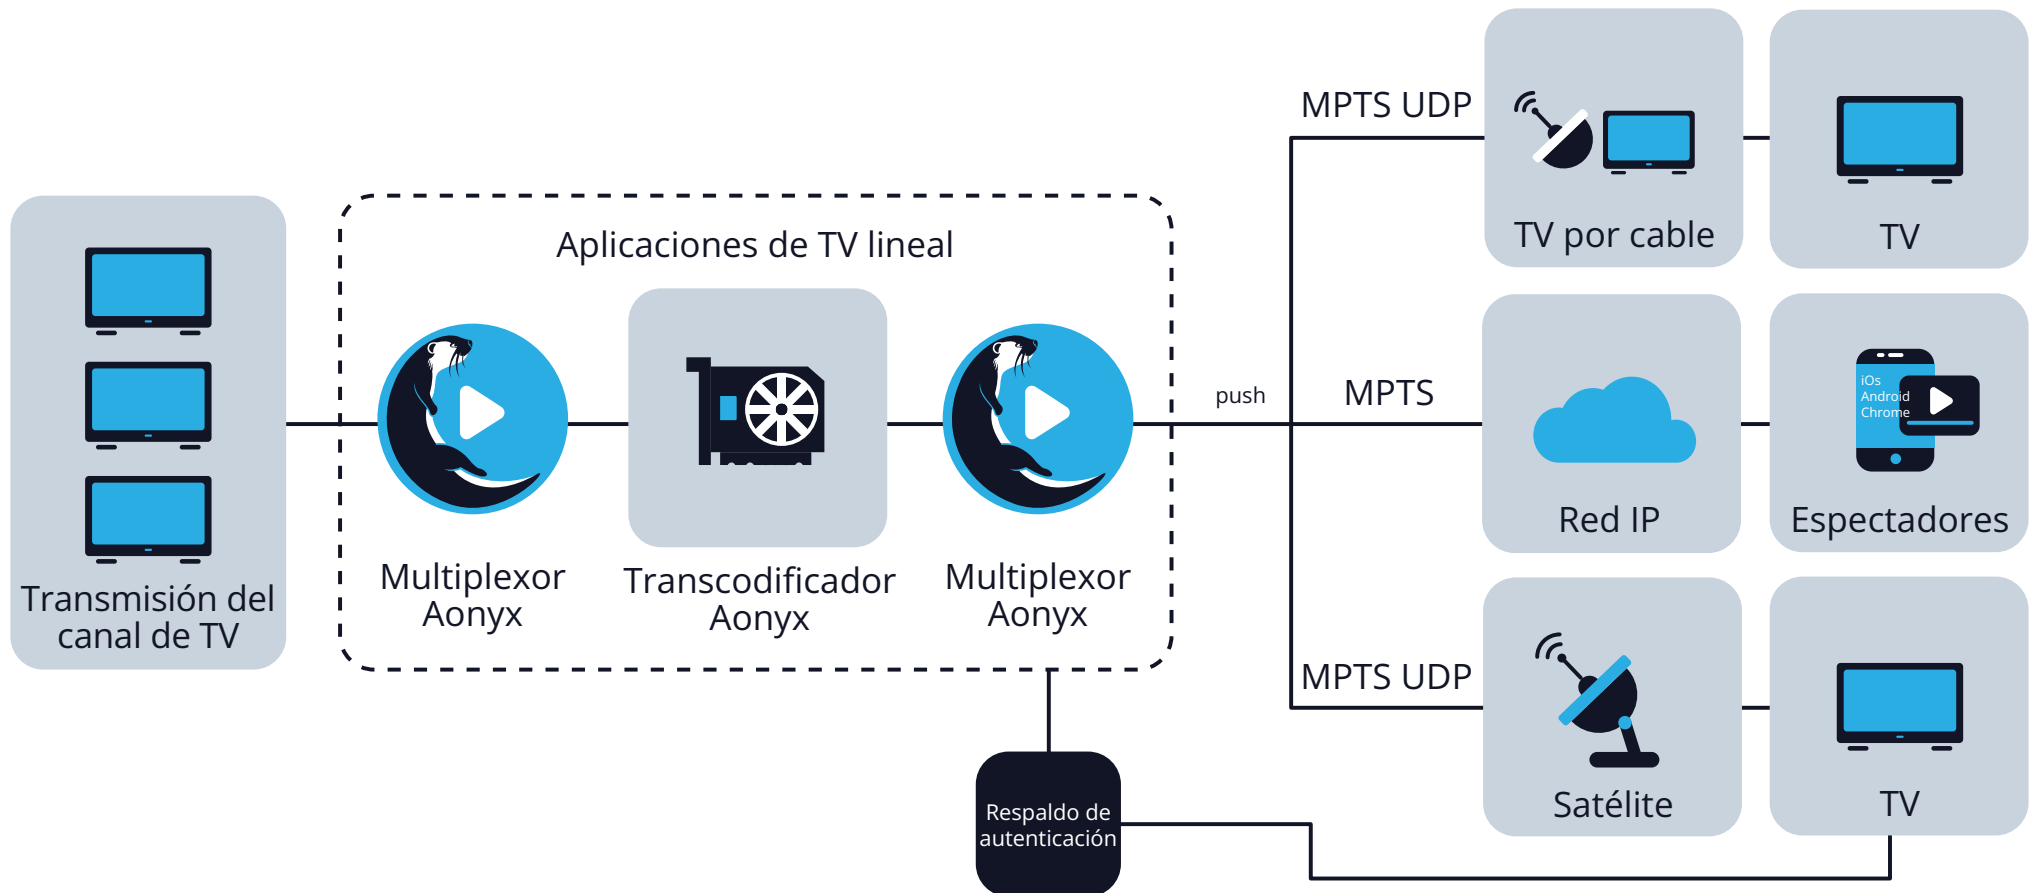 Transmisión del
canal de TV
Aplicaciones de TV lineal
Multiplexor
Aonyx
Transcodificador
Aonyx
Multiplexor
Aonyx
push
MPTS UDP
MPTS
MPTS UDP
TV por cable
TV
Red IP
iOs
Android
Chrome
Espectadores
Satélite
TV
Respaldo de
autenticación